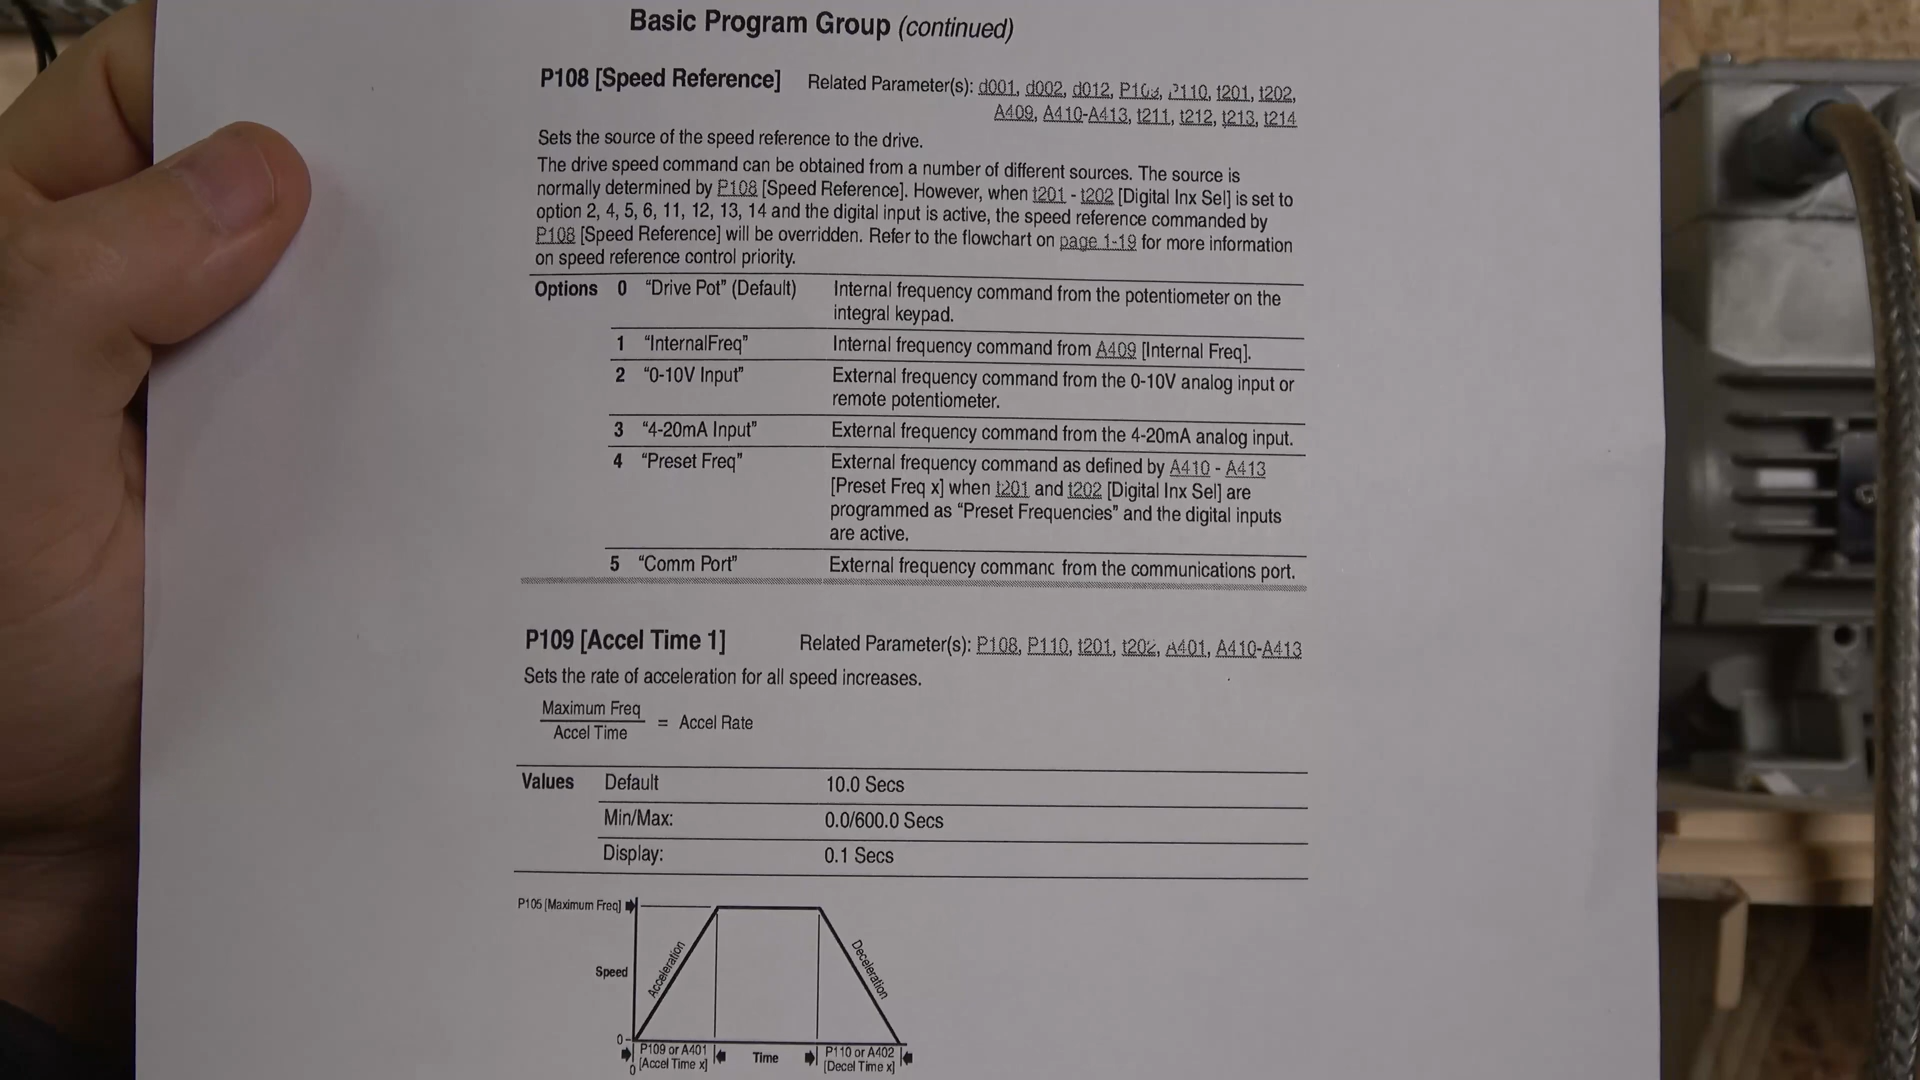 Basic Program Group (continued)
P108 [Speed Reference] Related Parameter(s): d001, d002, d012, P109, P110, t201, t202,
A409, A410-A413, t211, t212, t213, t214
Sets the source of the speed reference to the drive.
The drive speed command can be obtained from a number of different sources. The source is
normally determined by P108 [Speed Reference]. However, when t201 - t202 [Digital Inx Sel] is set to
option 2, 4, 5, 6, 11, 12, 13, 14 and the digital input is active, the speed reference commanded by
P108 [Speed Reference] will be overridden. Refer to the flowchart on page 1-19 for more information
on speed reference control priority.
Options 0 "Drive Pot" (Default) Internal frequency command from the potentiometer on the
integral keypad.
1 "InternalFreq" Internal frequency command from A409 [Internal Freq].
2 "0-10V Input" External frequency command from the 0-10V analog input or
remote potentiometer.
3 "4-20mA Input" External frequency command from the 4-20mA analog input.
4 "Preset Freq" External frequency command as defined by A410 - A413
[Preset Freq x] when t201 and t202 [Digital Inx Sel] are
programmed as "Preset Frequencies" and the digital inputs
are active.
5 "Comm Port" External frequency command from the communications port.
P109 [Accel Time 1] Related Parameter(s): P108, P110, t201, t202, A401, A410-A413
Sets the rate of acceleration for all speed increases.
Maximum Freq
Accel Time
= Accel Rate
Values Default 10.0 Secs
Min/Max: 0.0/600.0 Secs
Display: 0.1 Secs
P105 [Maximum Freq]
Acceleration
Deceleration
Speed
0
0
P109 or A401
[Accel Time x]
Time
P110 or A402
[Decel Time x]